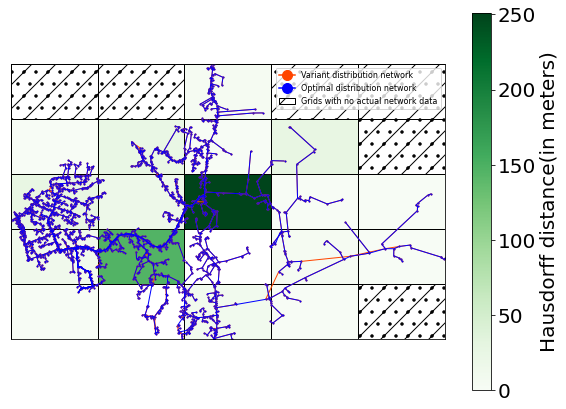 Variant distribution network
Optimal distribution network
Grids with no actual network data
250
200
150
100
50
0
Hausdorff distance(in meters)